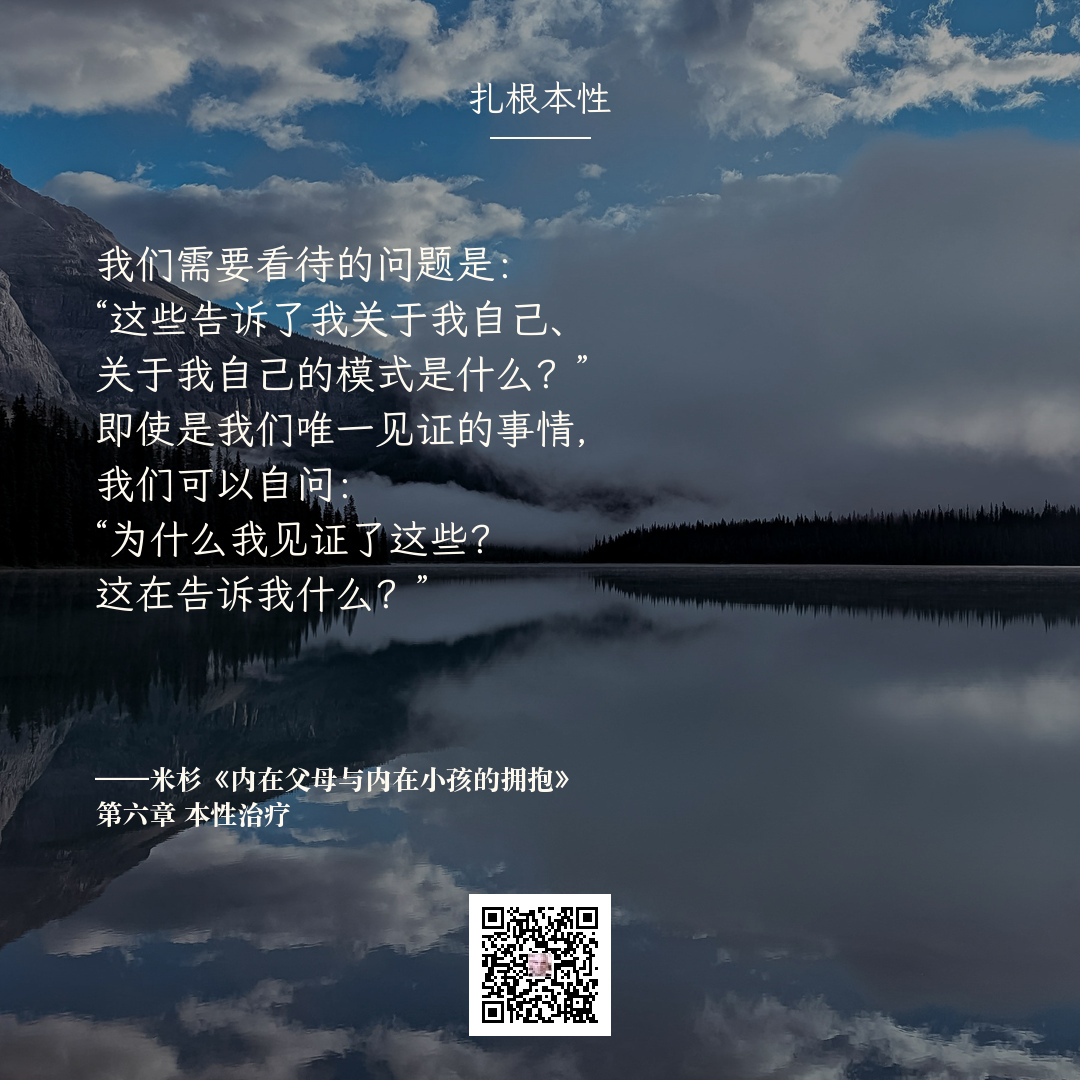 扎根本性
我们需要看待的问题是：
“这些告诉了我关于我自己、
关于我自己的模式是什么？”
即使是我们唯一见证的事情，
我们可以自问：
“为什么我见证了这些？
这在告诉我什么？”
——米杉《内在父母与内在小孩的拥抱》
第六章 本性治疗